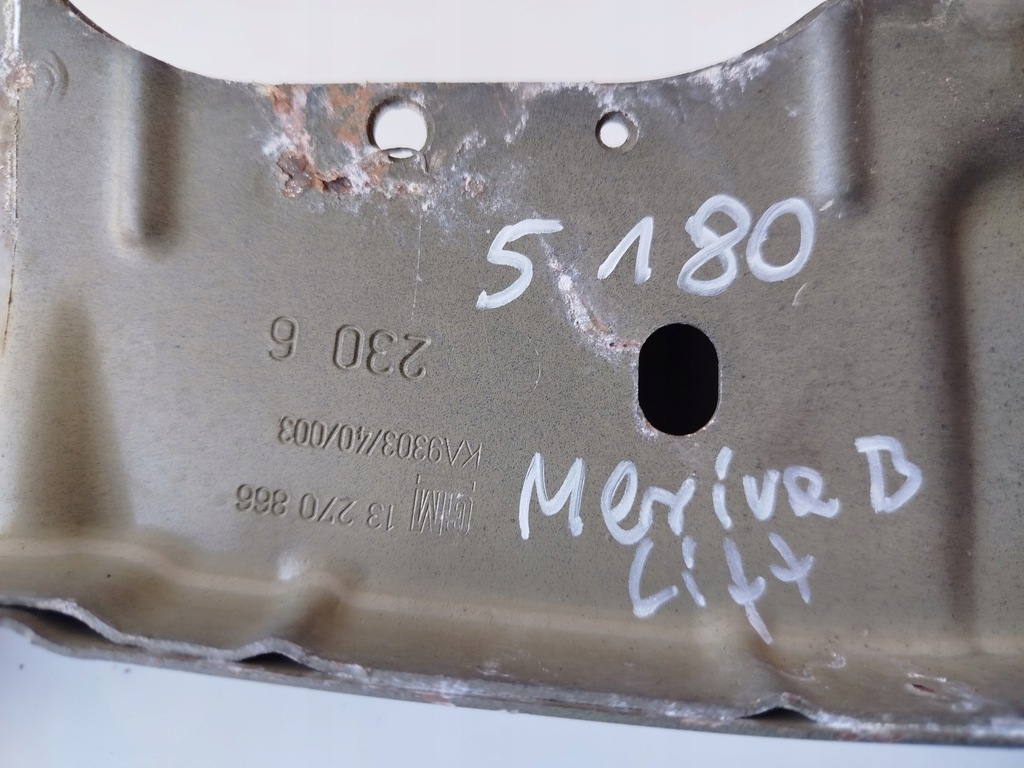 5 180
Meriva B
Lift
GM 13 270 866
KA9303/40/003
230 6